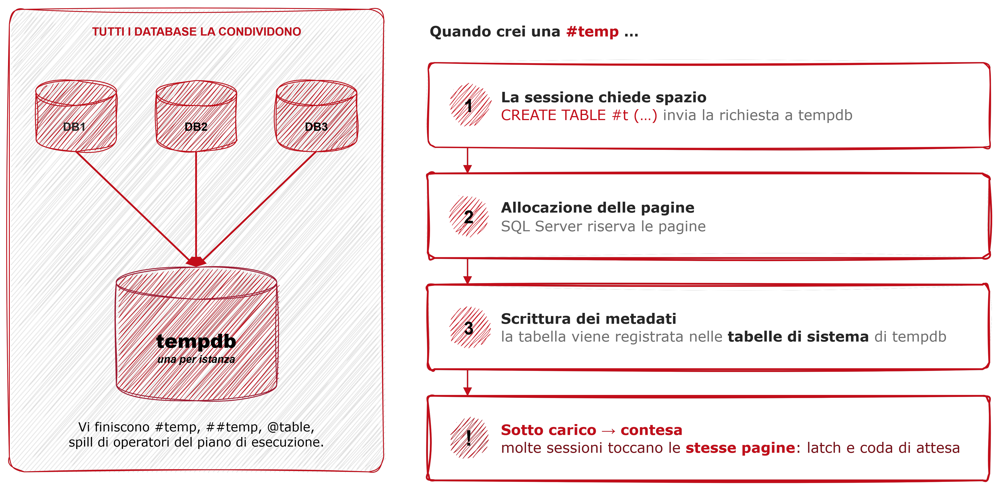 TUTTI I DATABASE LA CONDIVIDONO
DB1
DB2
DB3
tempdb
una per istanza
Vi finiscono #temp, ##temp, @table,
spill di operatori del piano di esecuzione.
Quando crei una #temp ...
1
La sessione chiede spazio
CREATE TABLE #t (...) invia la richiesta a tempdb
2
Allocazione delle pagine
SQL Server riserva le pagine
3
Scrittura dei metadati
la tabella viene registrata nelle tabelle di sistema di tempdb
!
Sotto carico → contesa
molte sessioni toccano le stesse pagine: latch e coda di attesa